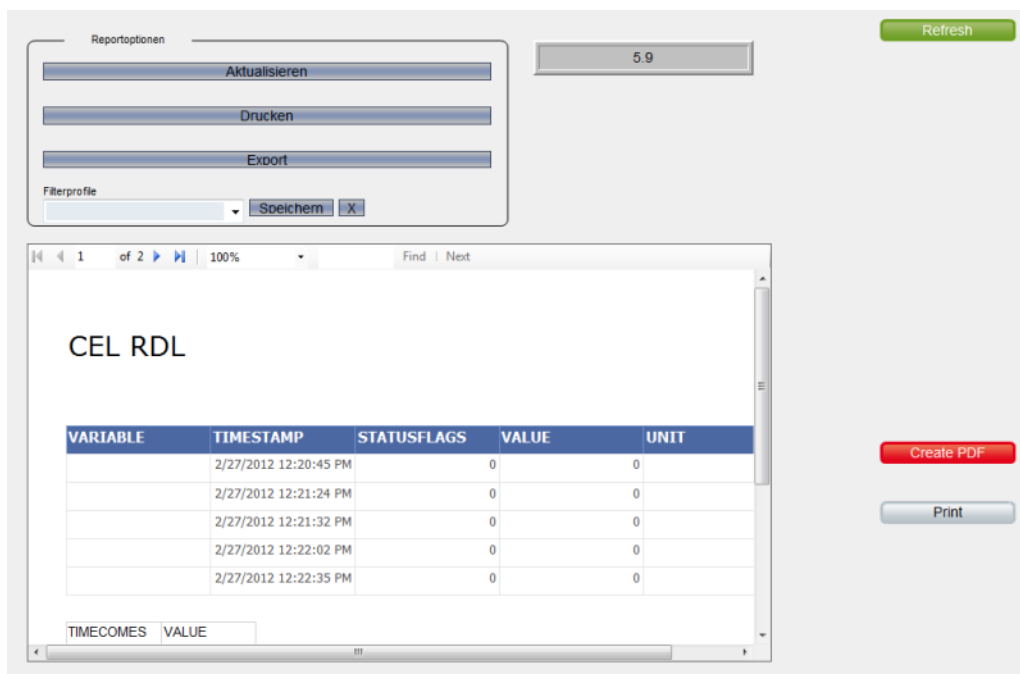 Reportoptionen
Refresh
5.9
Aktualisieren
Drucken
Export
Filterprofile
Speichern X
1 of 2 100% Find | Next
CEL RDL
VARIABLE TIMESTAMP STATUSFLAGS VALUE UNIT
2/27/2012 12:20:45 PM 0 0
2/27/2012 12:21:24 PM 0 0
2/27/2012 12:21:32 PM 0 0
2/27/2012 12:22:02 PM 0 0
2/27/2012 12:22:35 PM 0 0
TIMECOMES VALUE
Create PDF
Print